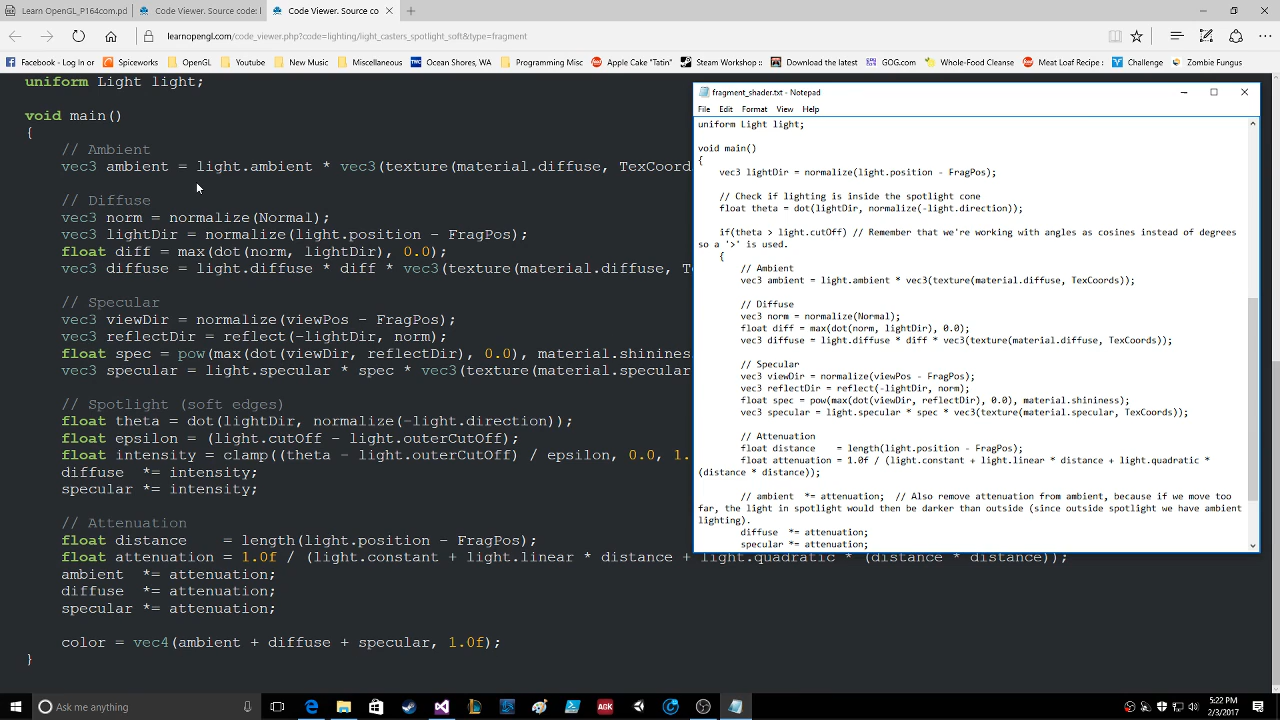 Learn OpenGL_P164com.pd
Code Viewer. Source code: l
Code Viewer. Source co
learnopengl.com/code_viewer.php?code=lighting/light_casters_spotlight_soft&type=fragment
Facebook - Log in or
Spiceworks
OpenGL
Youtube
New Music
Miscellaneous
Ocean Shores, WA
Programming Misc
Apple Cake "Tatin"
Steam Workshop ::
Download the latest
GOG.com
Whole-Food Cleanse
Meat Loaf Recipe :
Challenge
Zombie Fungus
uniform Light light;
void main()
{
// Ambient
vec3 ambient = light.ambient * vec3(texture(material.diffuse, TexCoords
// Diffuse
vec3 norm = normalize(Normal);
vec3 lightDir = normalize(light.position - FragPos);
float diff = max(dot(norm, lightDir), 0.0);
vec3 diffuse = light.diffuse * diff * vec3(texture(material.diffuse, Te
// Specular
vec3 viewDir = normalize(viewPos - FragPos);
vec3 reflectDir = reflect(-lightDir, norm);
float spec = pow(max(dot(viewDir, reflectDir), 0.0), material.shininess
vec3 specular = light.specular * spec * vec3(texture(material.specular
// Spotlight (soft edges)
float theta = dot(lightDir, normalize(-light.direction));
float epsilon = (light.cutOff - light.outerCutOff);
float intensity = clamp((theta - light.outerCutOff) / epsilon, 0.0, 1.
diffuse *= intensity;
specular *= intensity;
// Attenuation
float distance = length(light.position - FragPos);
float attenuation = 1.0f / (light.constant + light.linear * distance + light.quadratic * (distance * distance));
ambient *= attenuation;
diffuse *= attenuation;
specular *= attenuation;
color = vec4(ambient + diffuse + specular, 1.0f);
}
fragment_shader.txt - Notepad
File Edit Format View Help
uniform Light light;
void main()
{
vec3 lightDir = normalize(light.position - FragPos);
// Check if lighting is inside the spotlight cone
float theta = dot(lightDir, normalize(-light.direction));
if(theta > light.cutOff) // Remember that we're working with angles as cosines instead of degrees
so a '>' is used.
{
// Ambient
vec3 ambient = light.ambient * vec3(texture(material.diffuse, TexCoords));
// Diffuse
vec3 norm = normalize(Normal);
float diff = max(dot(norm, lightDir), 0.0);
vec3 diffuse = light.diffuse * diff * vec3(texture(material.diffuse, TexCoords));
// Specular
vec3 viewDir = normalize(viewPos - FragPos);
vec3 reflectDir = reflect(-lightDir, norm);
float spec = pow(max(dot(viewDir, reflectDir), 0.0), material.shininess);
vec3 specular = light.specular * spec * vec3(texture(material.specular, TexCoords));
// Attenuation
float distance = length(light.position - FragPos);
float attenuation = 1.0f / (light.constant + light.linear * distance + light.quadratic *
(distance * distance));
// ambient *= attenuation; // Also remove attenuation from ambient, because if we move too
far, the light in spotlight would then be darker than outside (since outside spotlight we have ambient
lighting).
diffuse *= attenuation;
specular *= attenuation;
Ask me anything
AGK
5:22 PM
2/3/2017